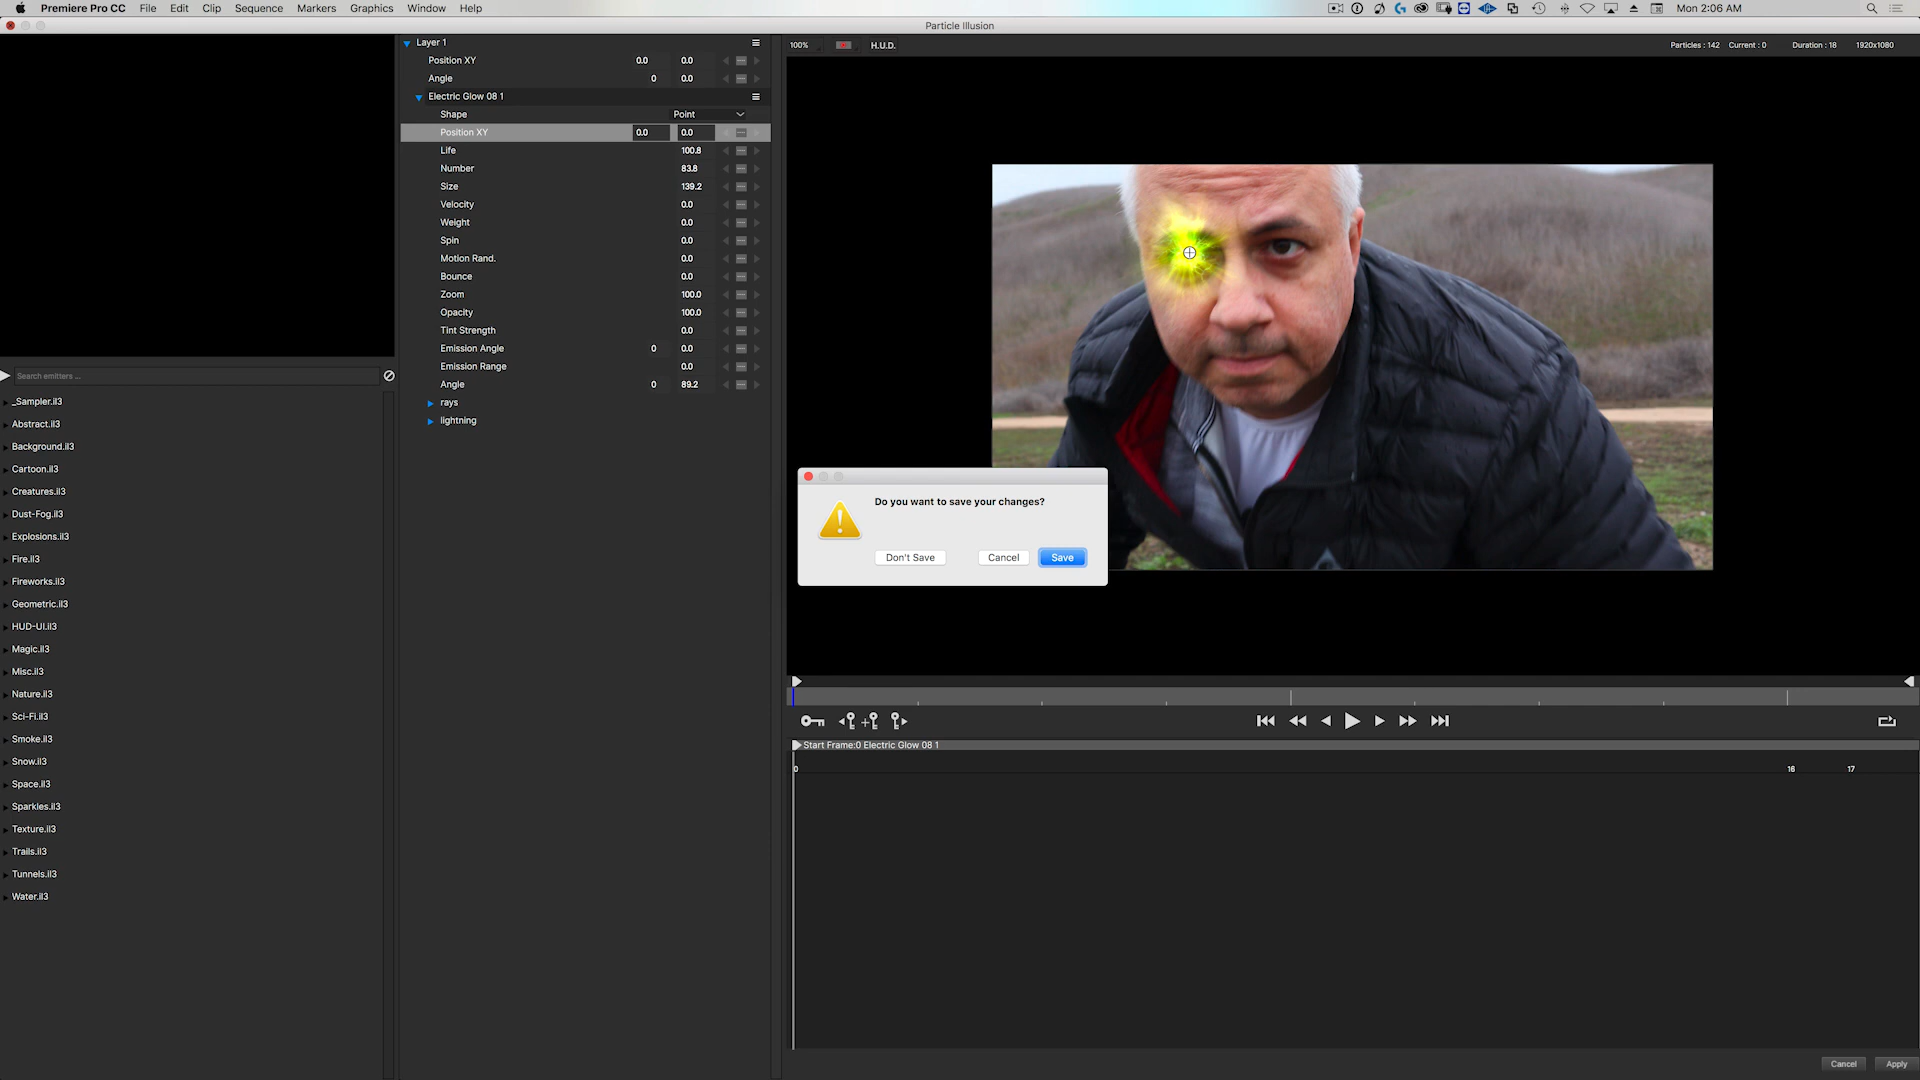 Premiere Pro CC File Edit Clip Sequence Markers Graphics Window Help Mon 2:06 AM
Particle Illusion
Layer 1
Position XY 0.0 0.0
Angle 0 0.0
Electric Glow 08 1
Shape Point
Position XY 0.0 0.0
Life 100.8
Number 83.8
Size 139.2
Velocity 0.0
Weight 0.0
Spin 0.0
Motion Rand. 0.0
Bounce 0.0
Zoom 100.0
Opacity 100.0
Tint Strength 0.0
Emission Angle 0 0.0
Emission Range 0.0
Angle 0 89.2
rays
lightning
Search emitters ...
_Sampler.il3
Abstract.il3
Background.il3
Cartoon.il3
Creatures.il3
Dust-Fog.il3
Explosions.il3
Fire.il3
Fireworks.il3
Geometric.il3
HUD-UI.il3
Magic.il3
Misc.il3
Nature.il3
Sci-Fi.il3
Smoke.il3
Snow.il3
Space.il3
Sparkles.il3
Texture.il3
Trails.il3
Tunnels.il3
Water.il3
100% H.U.D. Particles : 142 Current : 0 Duration : 18 1920x1080
Do you want to save your changes?
Don't Save Cancel Save
Start Frame:0 Electric Glow 08 1
0 16 17
Cancel Apply